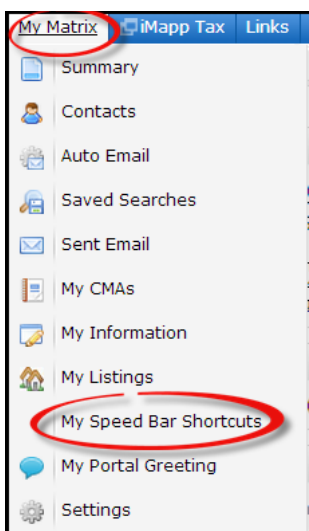 My Matrix iMapp Tax Links
Summary
Contacts
Auto Email
Saved Searches
Sent Email
My CMAs
My Information
My Listings
My Speed Bar Shortcuts
My Portal Greeting
Settings